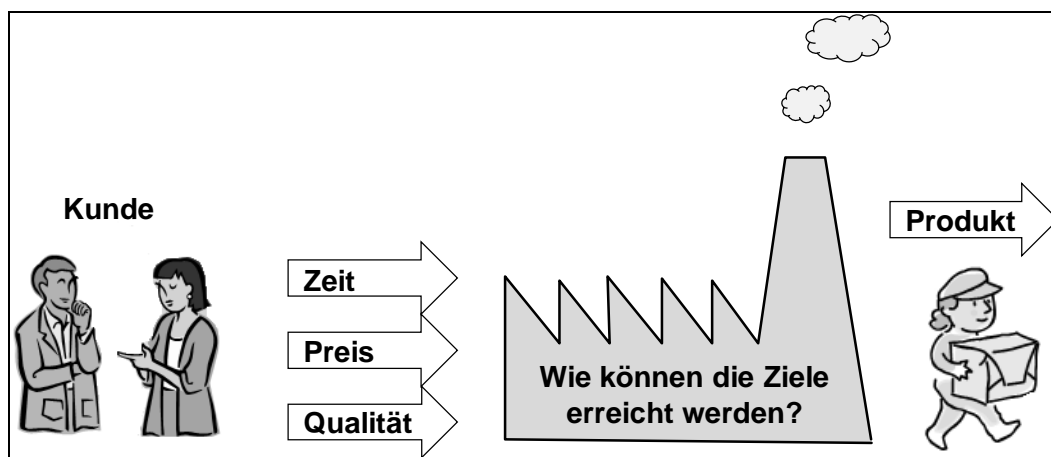 Kunde
Zeit
Preis
Qualität
Wie können die Ziele
erreicht werden?
Produkt